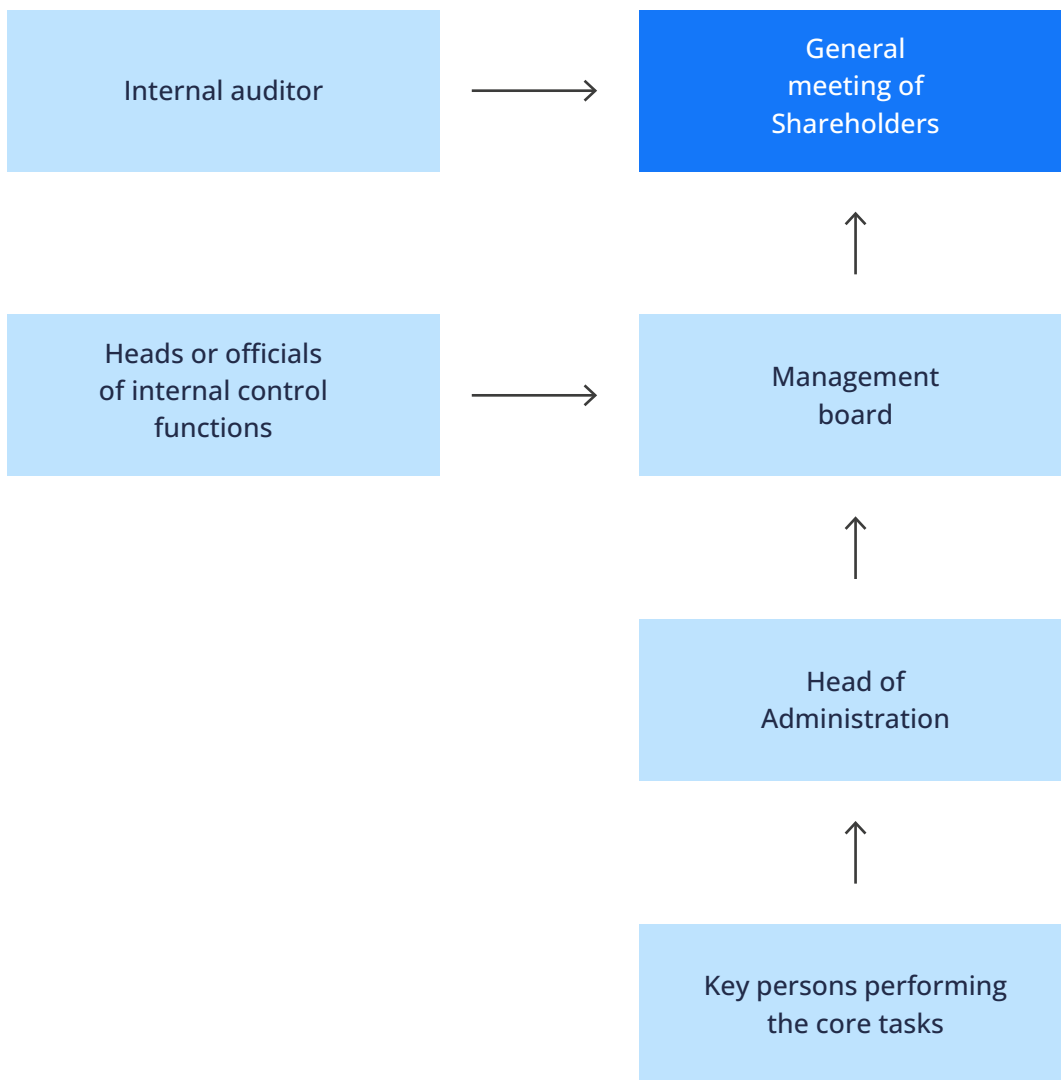 Internal auditor
General
meeting of
Shareholders
Heads or officials
of internal control
functions
Management
board
Head of
Administration
Key persons performing
the core tasks